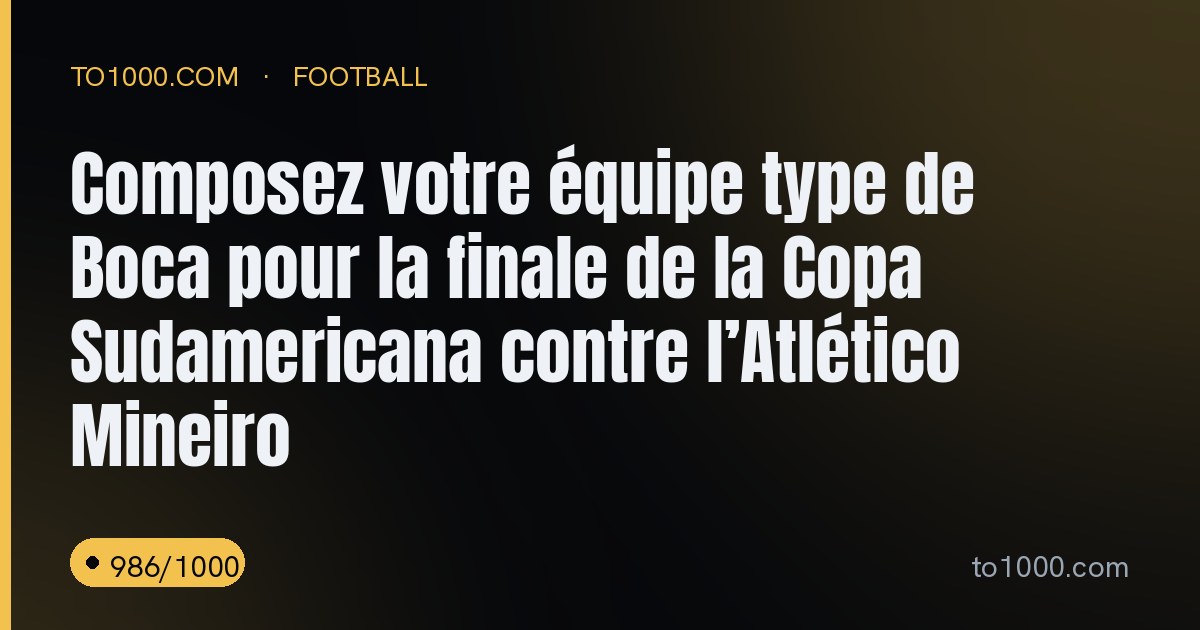 TO1000.COM · FOOTBALL
Composez votre équipe type de
Boca pour la finale de la Copa
Sudamericana contre l’Atlético
Mineiro
986/1000
to1000.com